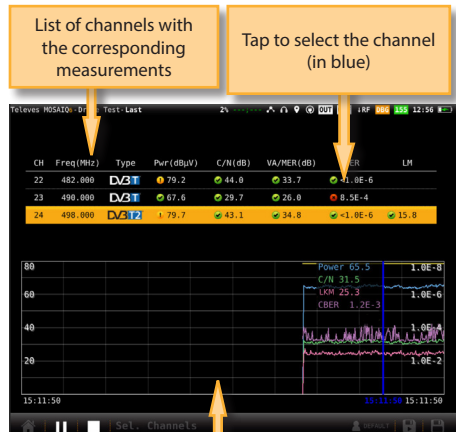 List of channels with
the corresponding
measurements
Tap to select the channel
(in blue)
Televes MOSAIQ6-Test-Last 2% OUT RF 155 12:56
CH Freq(MHz) Type Pwr(dBµV) C/N(dB) VA/MER(dB) LM
22 482.000 DVB T 79.2 44.0 33.7 <1.0E-6
23 490.000 DVB T 67.6 29.7 26.0 8.5E-4
24 498.000 DVB T2 79.7 43.1 34.8 <1.0E-6 15.8
80 Power 65.5 1.0E-8
C/N 31.5
60 LKM 25.3 1.0E-6
CBER 1.2E-3
40 1.0E-4
20 1.0E-2
15:11:50 15:11:50 15:11:50
Sel. Channels DEFAULT